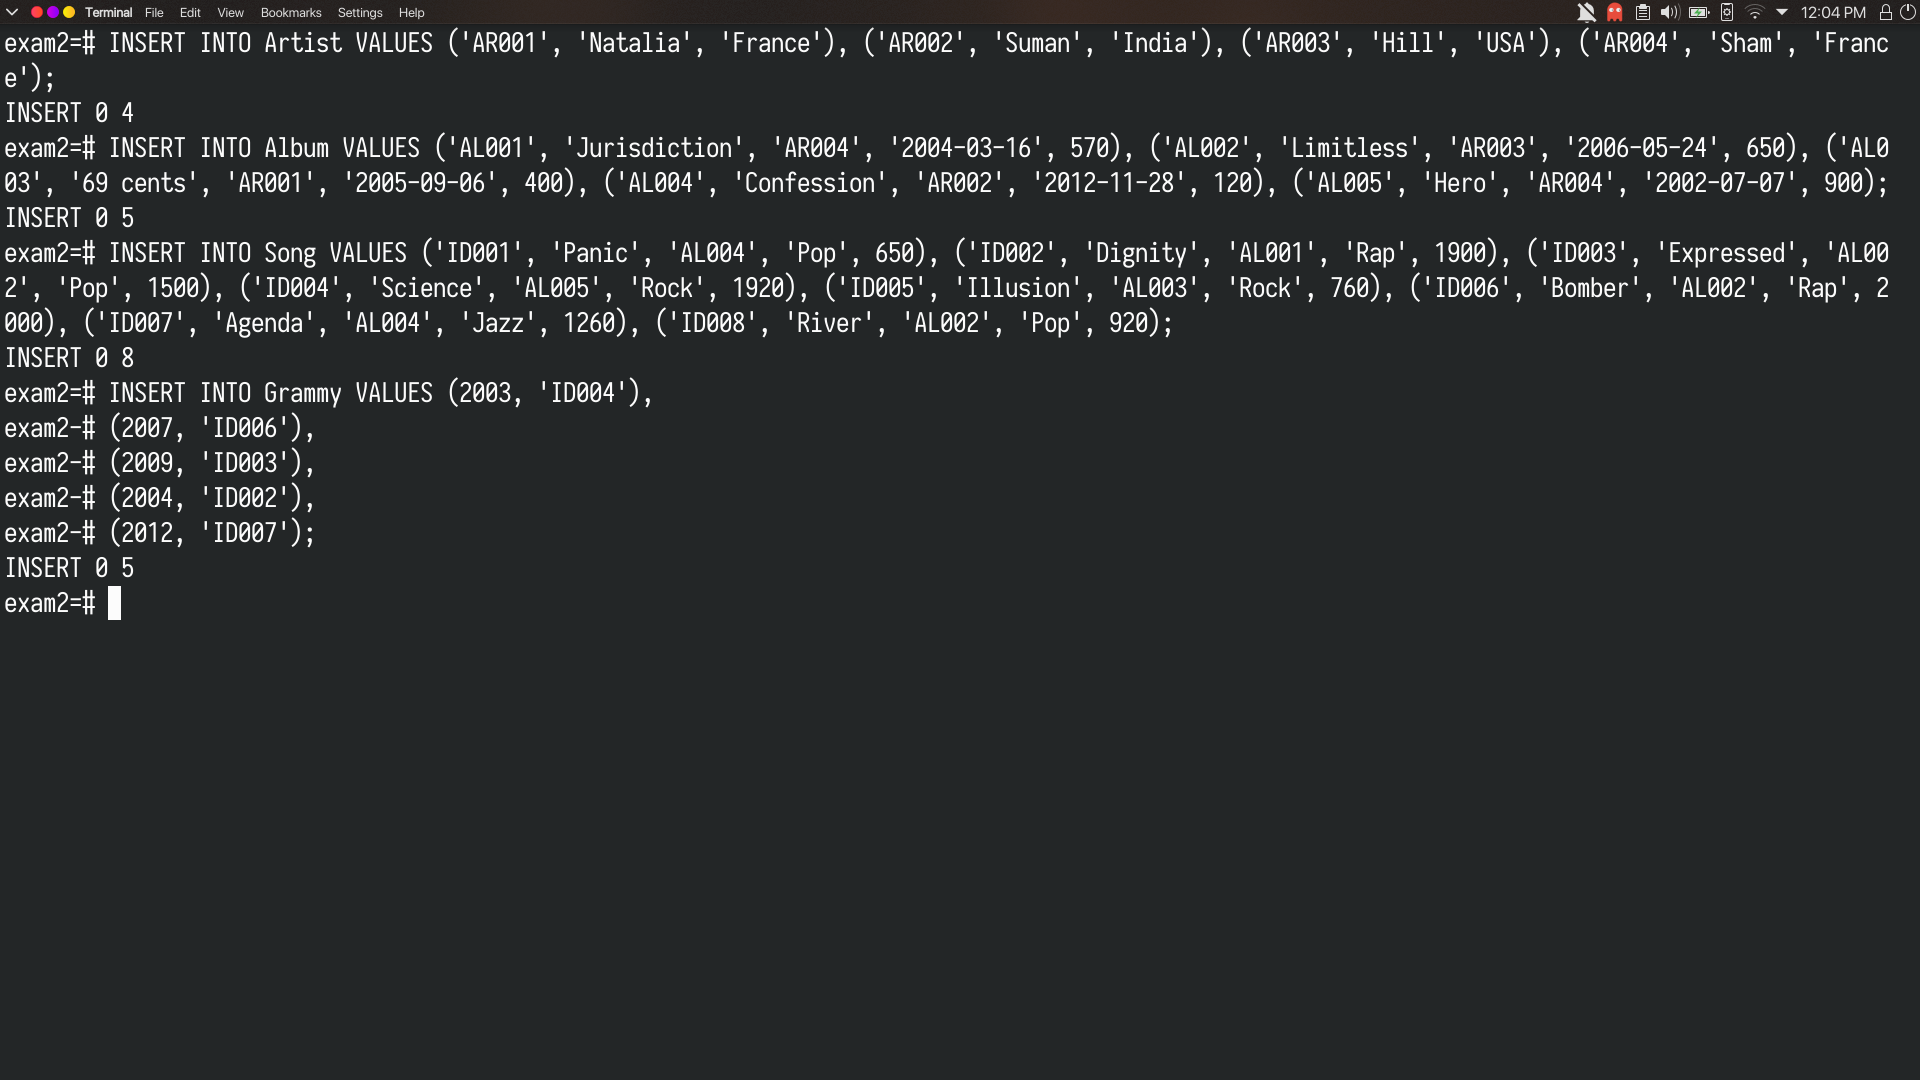 Terminal File Edit View Bookmarks Settings Help 12:04 PM
exam2=# INSERT INTO Artist VALUES ('AR001', 'Natalia', 'France'), ('AR002', 'Suman', 'India'), ('AR003', 'Hill', 'USA'), ('AR004', 'Sham', 'Franc
e');
INSERT 0 4
exam2=# INSERT INTO Album VALUES ('AL001', 'Jurisdiction', 'AR004', '2004-03-16', 570), ('AL002', 'Limitless', 'AR003', '2006-05-24', 650), ('AL0
03', '69 cents', 'AR001', '2005-09-06', 400), ('AL004', 'Confession', 'AR002', '2012-11-28', 120), ('AL005', 'Hero', 'AR004', '2002-07-07', 900);
INSERT 0 5
exam2=# INSERT INTO Song VALUES ('ID001', 'Panic', 'AL004', 'Pop', 650), ('ID002', 'Dignity', 'AL001', 'Rap', 1900), ('ID003', 'Expressed', 'AL00
2', 'Pop', 1500), ('ID004', 'Science', 'AL005', 'Rock', 1920), ('ID005', 'Illusion', 'AL003', 'Rock', 760), ('ID006', 'Bomber', 'AL002', 'Rap', 2
000), ('ID007', 'Agenda', 'AL004', 'Jazz', 1260), ('ID008', 'River', 'AL002', 'Pop', 920);
INSERT 0 8
exam2=# INSERT INTO Grammy VALUES (2003, 'ID004'),
exam2-# (2007, 'ID006'),
exam2-# (2009, 'ID003'),
exam2-# (2004, 'ID002'),
exam2-# (2012, 'ID007');
INSERT 0 5
exam2=#